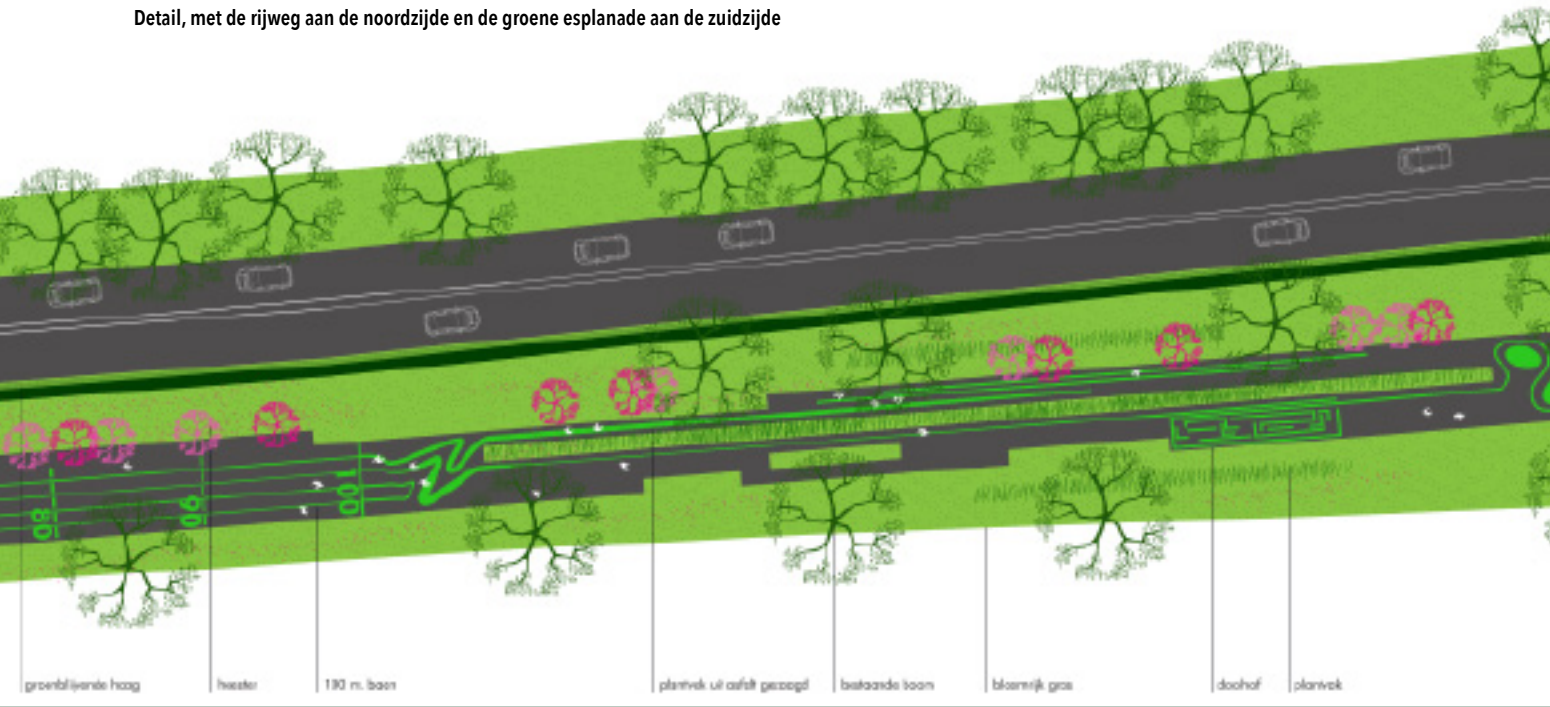 Detail, met de rijweg aan de noordzijde en de groene esplanade aan de zuidzijde
80
90
100
groenblijvende haag
heester
100 m. baan
plantvak uit asfalt gezaagd
bestaande boom
bloemrijk gras
doolhof
plantvak